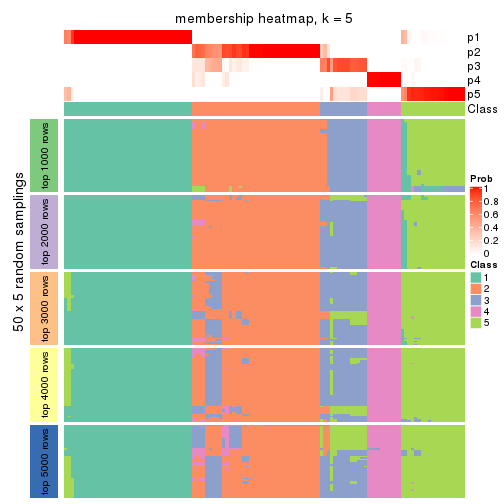 membership heatmap, k = 5
p1
p2
p3
p4
p5
Class
50 x 5 random samplings
top 1000 rows
top 2000 rows
top 3000 rows
top 4000 rows
top 5000 rows
Prob
1
0.8
0.6
0.4
0.2
0
Class
1
2
3
4
5